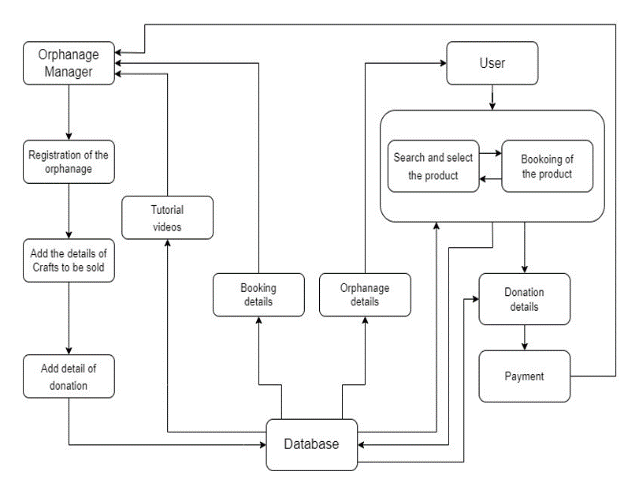 Orphanage
Manager
User
Registration of the
orphanage
Search and select
the product
Bookoing of
the product
Tutorial
videos
Add the details of
Crafts to be sold
Booking
details
Orphanage
details
Donation
details
Add detail of
donation
Payment
Database